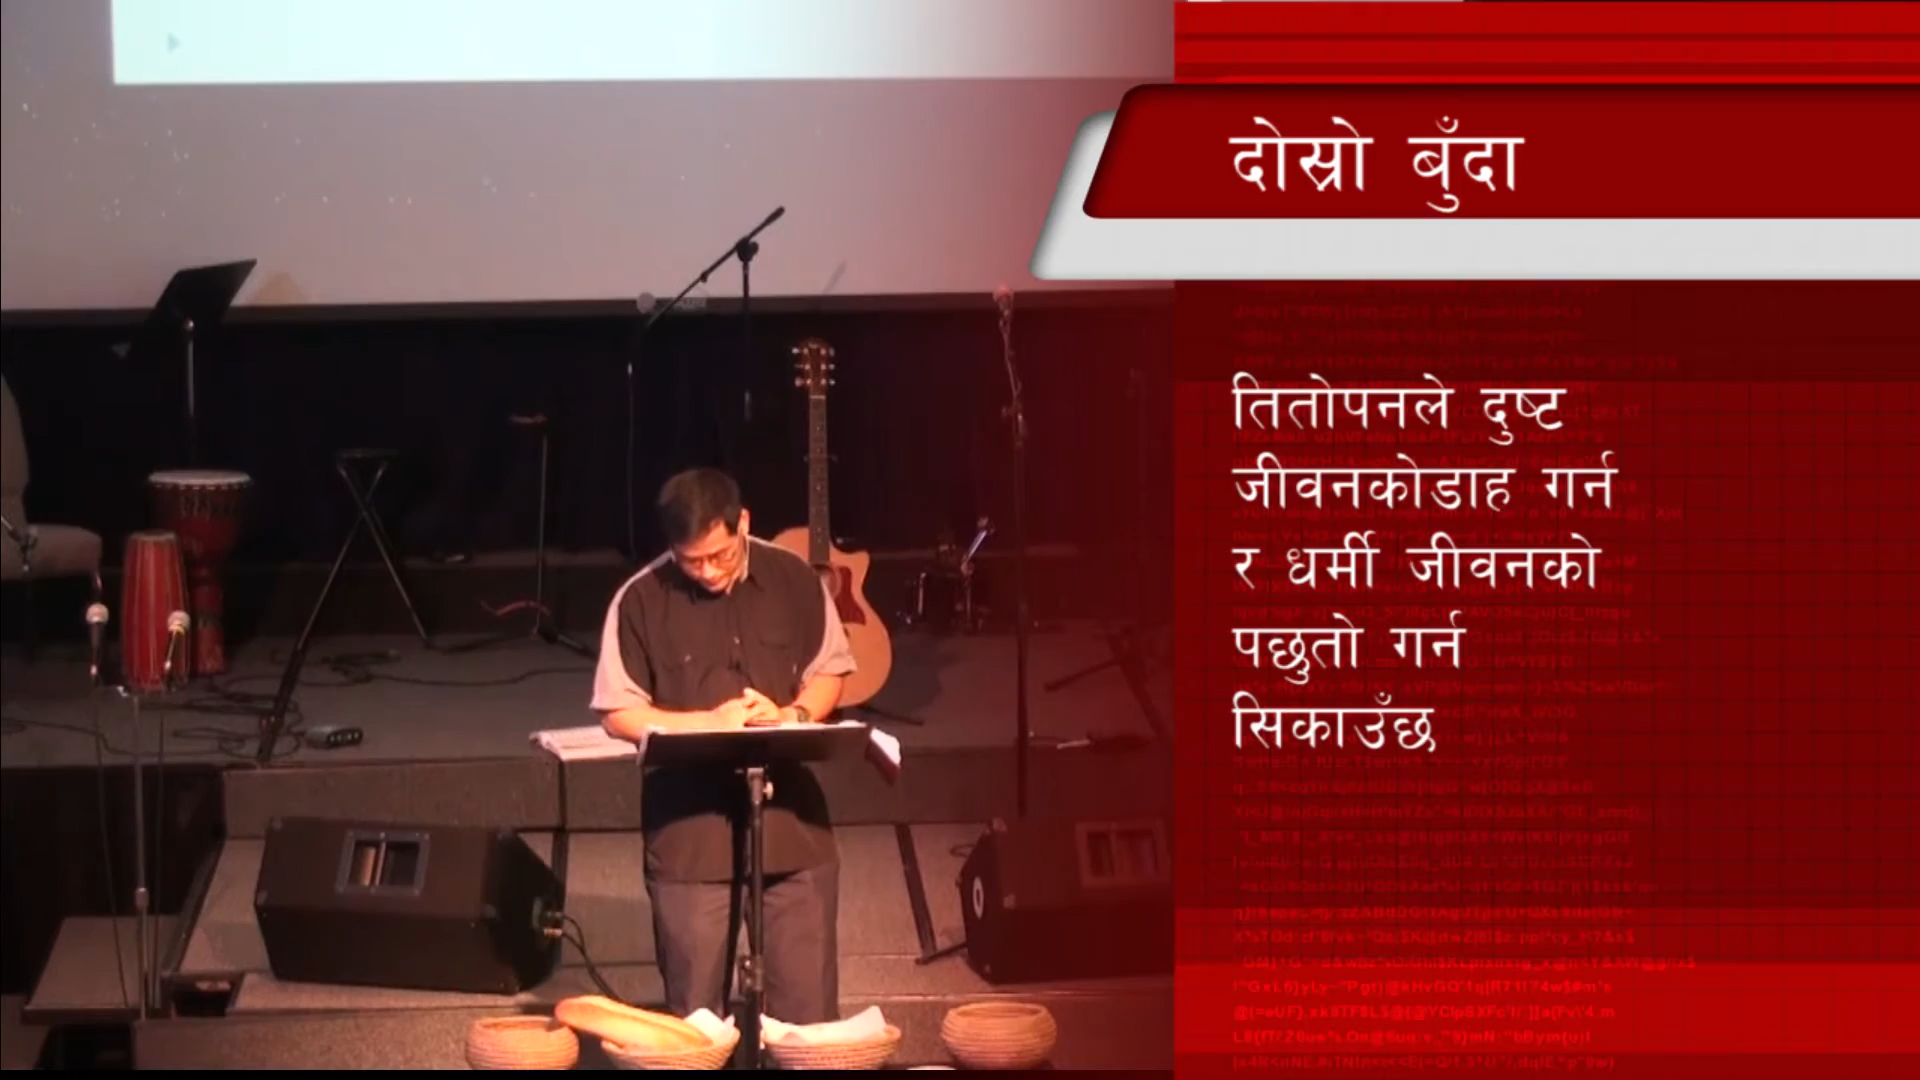 दोस्रो बुँदा
तितोपनले दुष्ट
जीवनकोडाह गर्न
र धर्मी जीवनको
पछुतो गर्न
सिकाउँछ